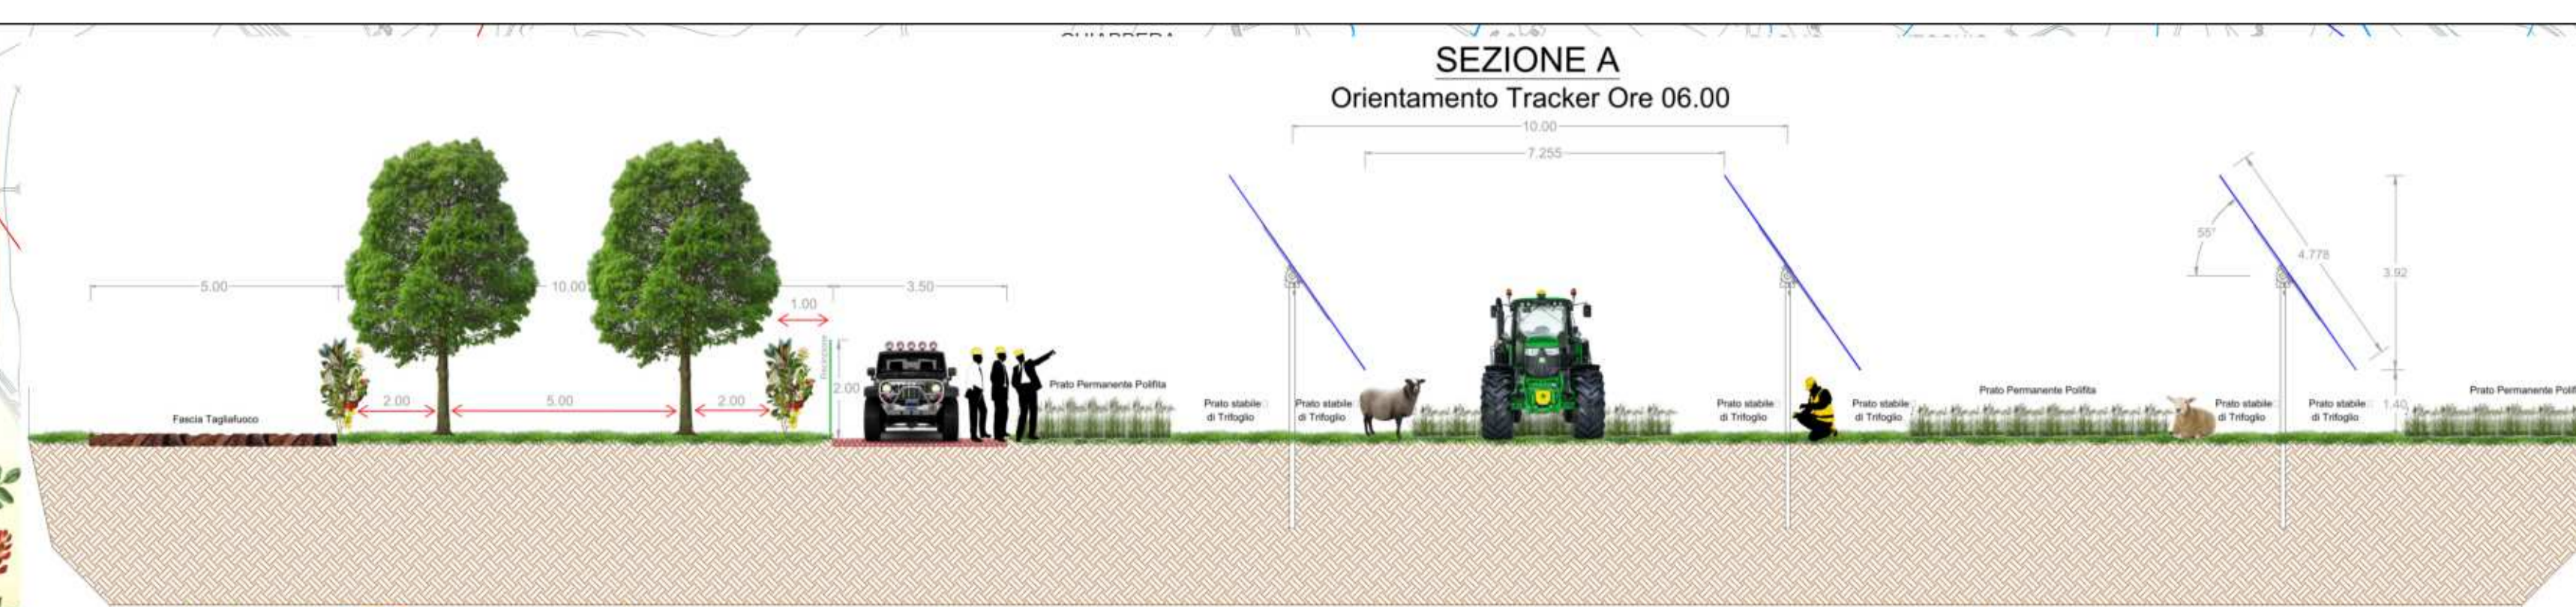 SEZIONE A
Orientamento Tracker Ore 06.00
10.00
7.255
5.00
10.00
1.00
3.50
55°
4.778
3.92
2.00
5.00
2.00
Recinzione
2.00
1.40
Fascia Tagliafuoco
Prato Permanente Polifita
Prato stabile
di Trifoglio
Prato stabile
di Trifoglio
Prato stabile
di Trifoglio
Prato stabile
di Trifoglio
Prato Permanente Polifita
Prato stabile
di Trifoglio
Prato stabile
di Trifoglio
Prato Permanente Polif